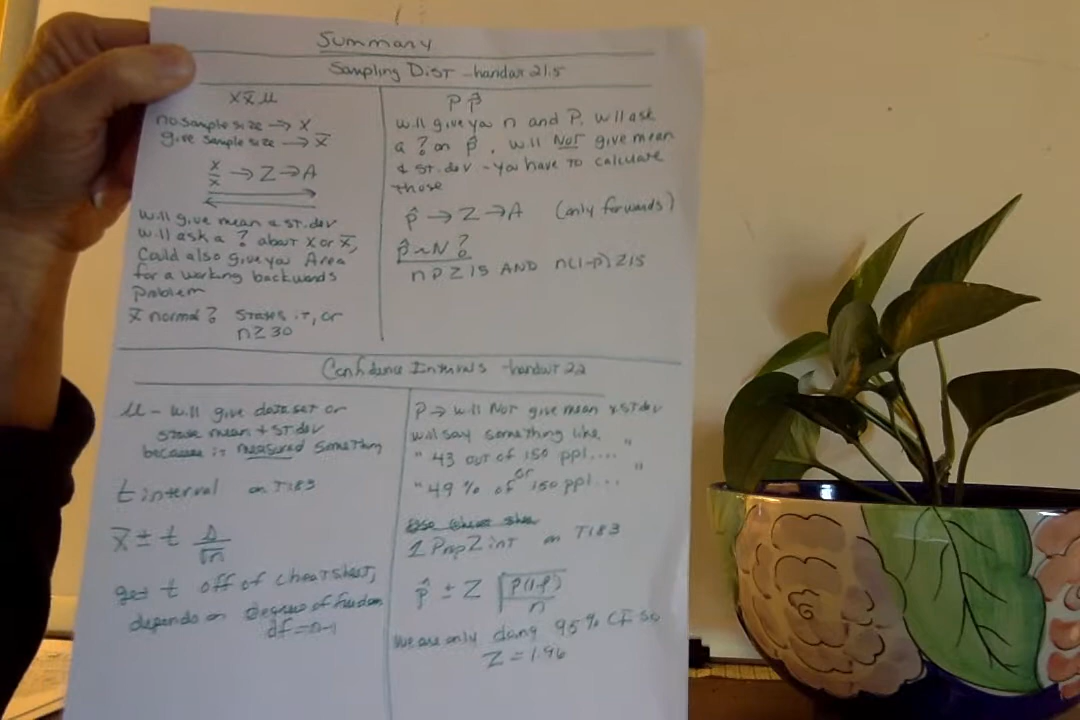 Summary
Sampling Dist - handout 21.5
x x̄ μ
no sample size → x
give sample size → x̄
x
x̄ → Z → A
will give mean & st. dev
will ask a ? about x or x̄,
Could also give you Area
for a working backwards
problem
x̄ normal? states it, or
n≥30
P p̂
will give you n and P. Will ask
a ? on p̂. Will NOT give mean
& st. dev - you have to calculate
those
p̂ → Z → A (only forwards)
p̂ ~ N?
np ≥ 15 AND n(1-p) ≥ 15
Confidence Intervals - handout 22
μ - will give data set or
state mean + st dev
because it measured something
t interval on TI83
x̄ ± t s/√n
get t off of cheat sheet,
depends on degree of freedom
df = n-1
P → will Not give mean & st dev
will say something like,
" 43 out of 150 ppl.... "
or
" 49 % of 150 ppl... "
1 PropZint on TI83
p̂ ± Z √p(1-p)/n
we are only doing 95% CI so
Z = 1.96